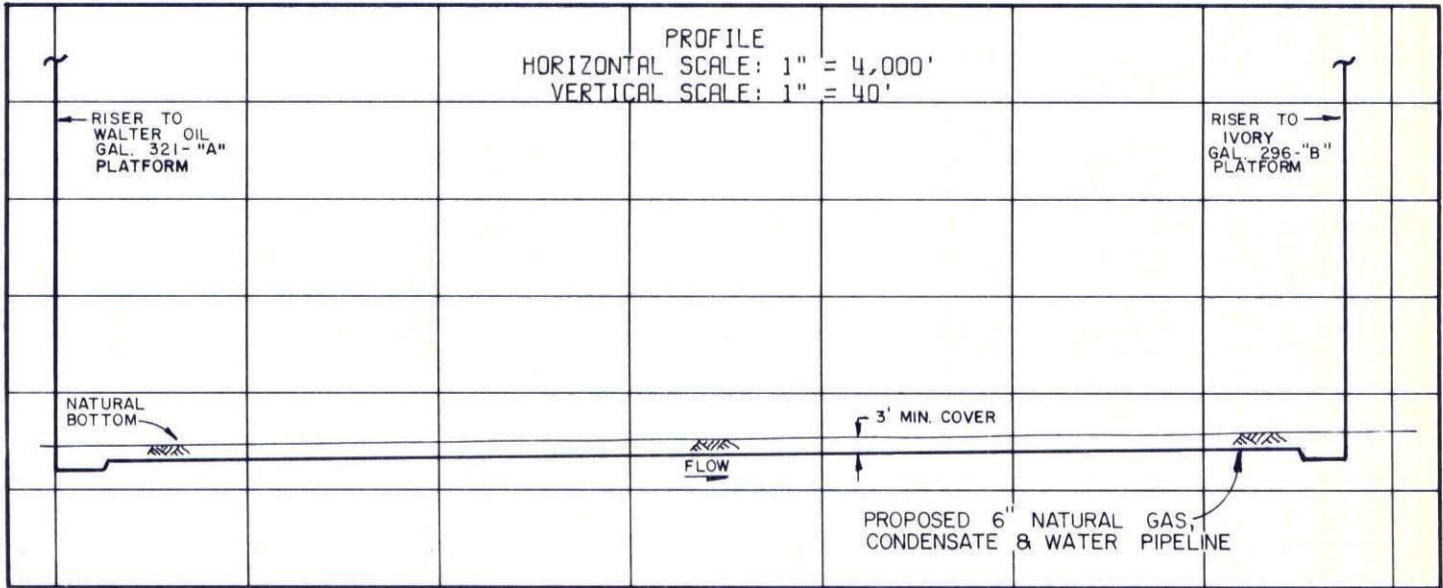 PROFILE
HORIZONTAL SCALE: 1" = 4,000'
VERTICAL SCALE: 1" = 40'
RISER TO
WALTER OIL
GAL. 321-"A"
PLATFORM
RISER TO
IVORY
GAL. 296-"B"
PLATFORM
NATURAL
BOTTOM
3' MIN. COVER
FLOW
PROPOSED 6" NATURAL GAS,
CONDENSATE & WATER PIPELINE